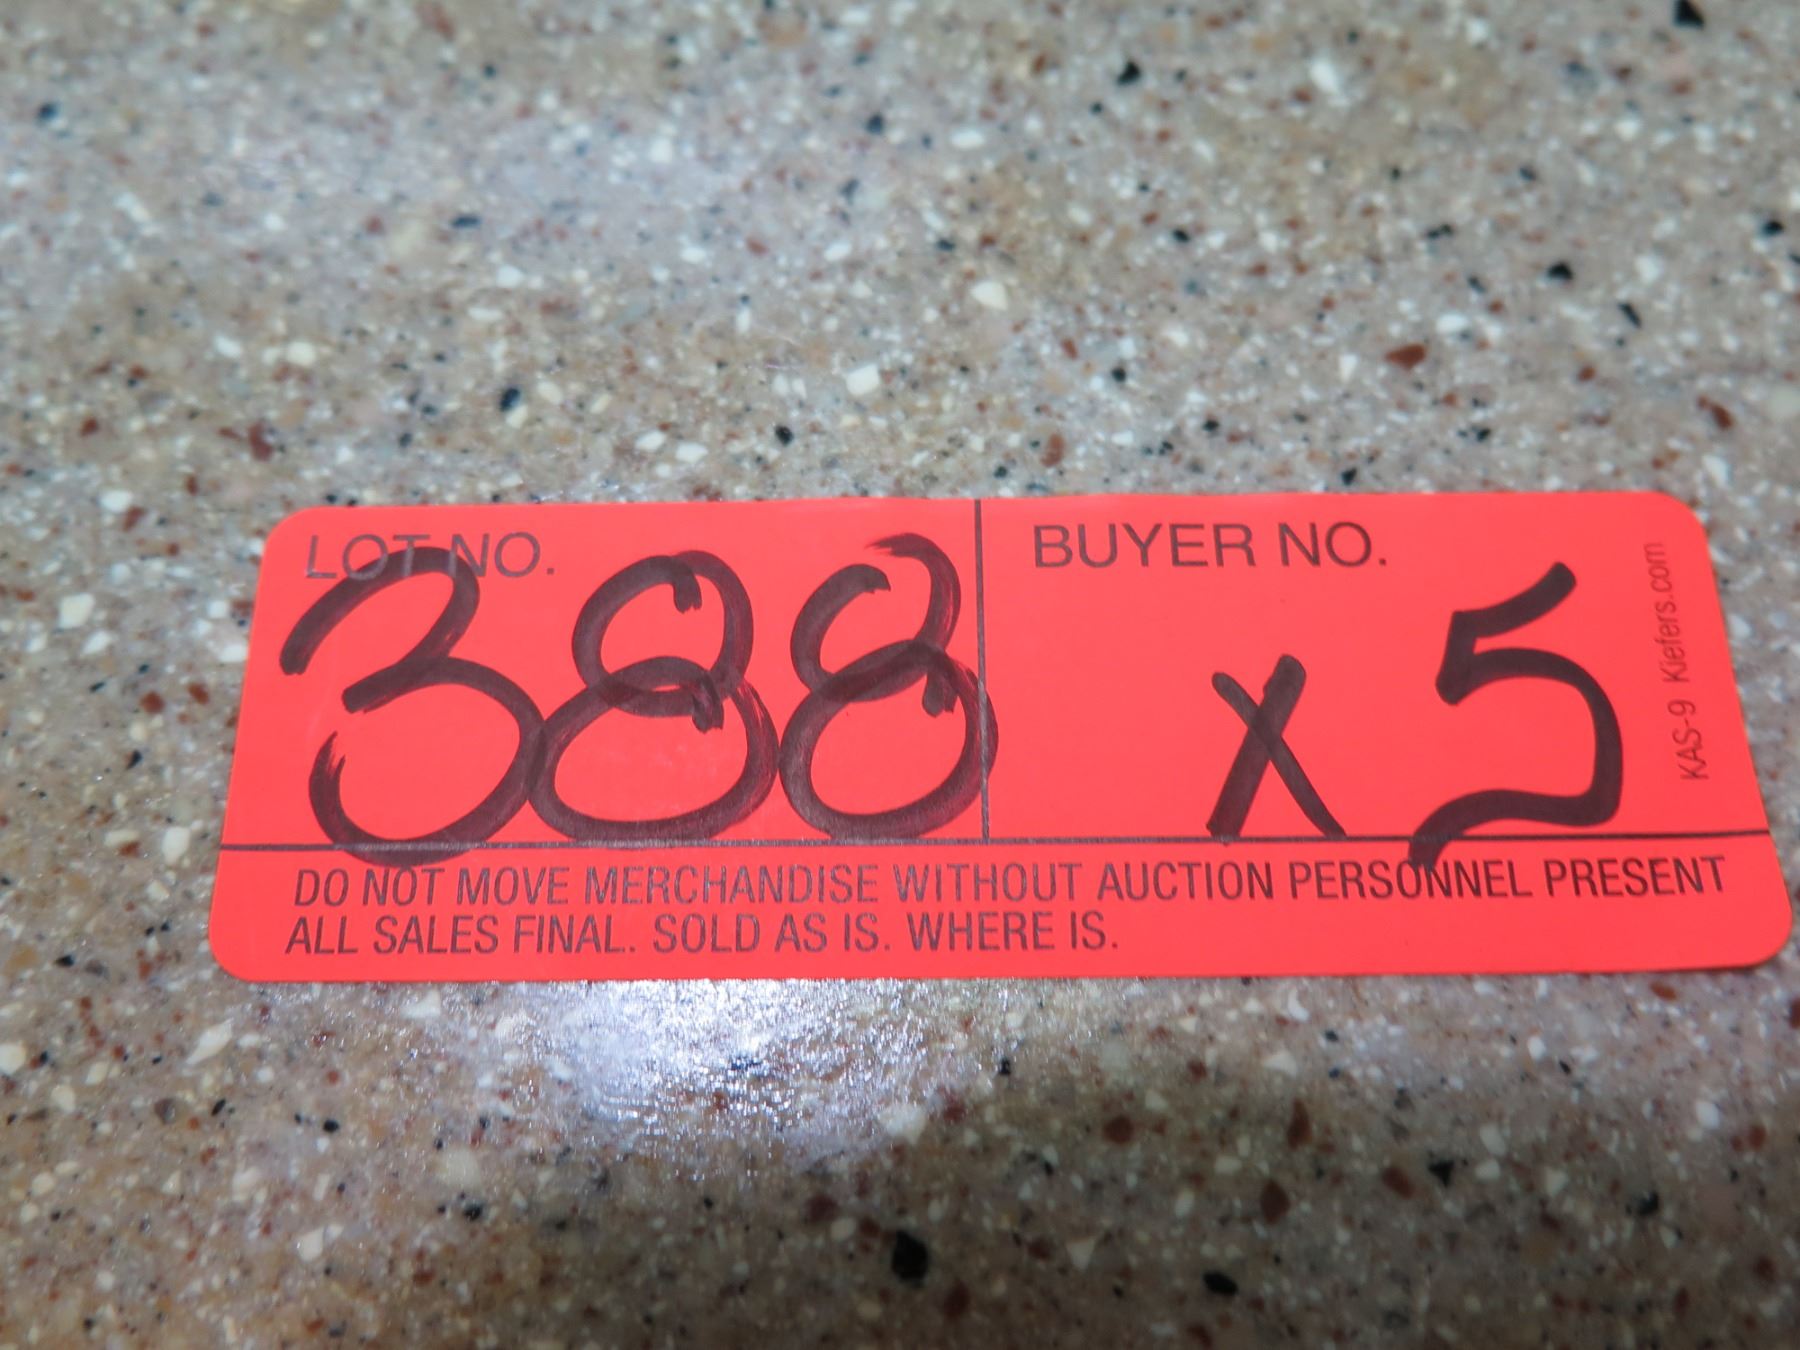 LOT NO. BUYER NO.
388 x 5
DO NOT MOVE MERCHANDISE WITHOUT AUCTION PERSONNEL PRESENT
ALL SALES FINAL. SOLD AS IS. WHERE IS.
KAS-9 Kiefers.com